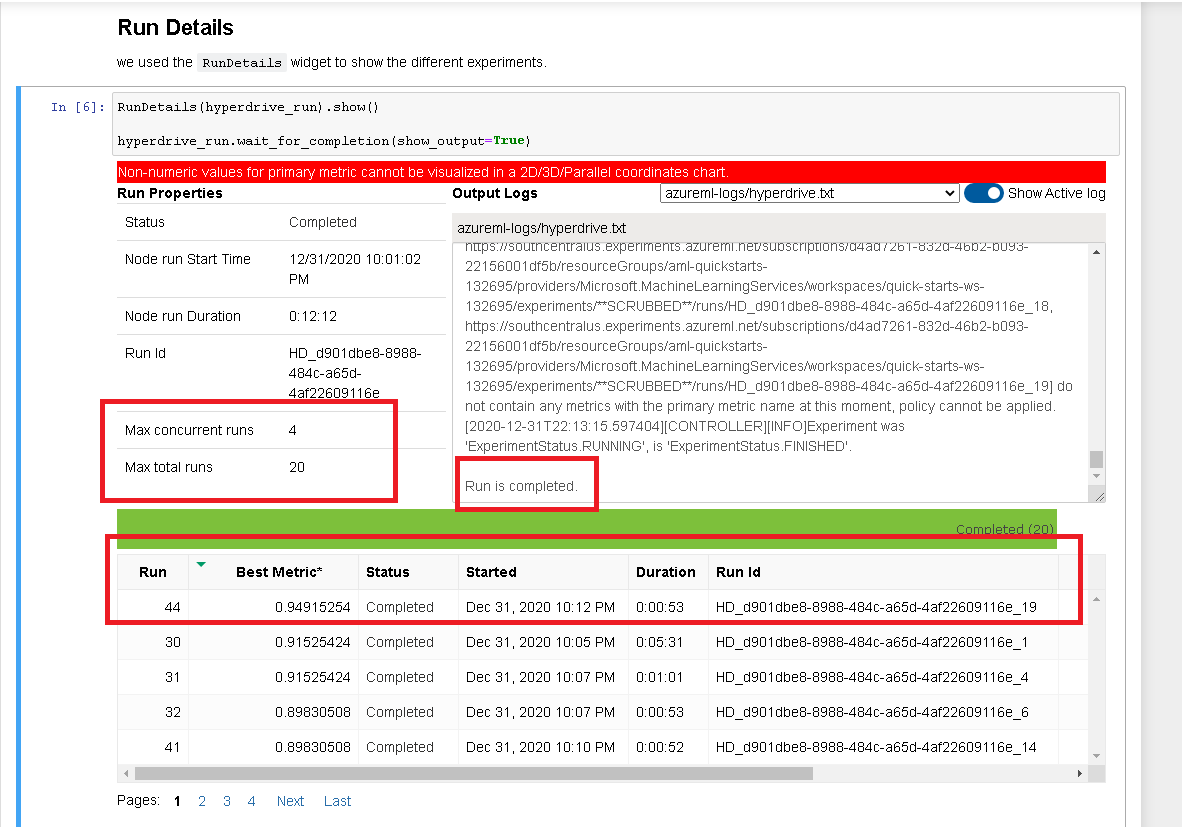 Run Details
we used the RunDetails widget to show the different experiments.
In [6]:
RunDetails(hyperdrive_run).show()
hyperdrive_run.wait_for_completion(show_output=True)
Non-numeric values for primary metric cannot be visualized in a 2D/3D/Parallel coordinates chart.
Run Properties
Status Completed
Node run Start Time 12/31/2020 10:01:02
PM
Node run Duration 0:12:12
Run Id HD_d901dbe8-8988-
484c-a65d-
4af22609116e
Max concurrent runs 4
Max total runs 20
Output Logs azureml-logs/hyperdrive.txt Show Active log
azureml-logs/hyperdrive.txt
https://southcentralus.experiments.azureml.net/subscriptions/d4ad7261-832d-46b2-b093-
22156001df5b/resourceGroups/aml-quickstarts-
132695/providers/Microsoft.MachineLearningServices/workspaces/quick-starts-ws-
132695/experiments/**SCRUBBED**/runs/HD_d901dbe8-8988-484c-a65d-4af22609116e_18,
https://southcentralus.experiments.azureml.net/subscriptions/d4ad7261-832d-46b2-b093-
22156001df5b/resourceGroups/aml-quickstarts-
132695/providers/Microsoft.MachineLearningServices/workspaces/quick-starts-ws-
132695/experiments/**SCRUBBED**/runs/HD_d901dbe8-8988-484c-a65d-4af22609116e_19] do
not contain any metrics with the primary metric name at this moment, policy cannot be applied.
[2020-12-31T22:13:15.597404][CONTROLLER][INFO]Experiment was
'ExperimentStatus.RUNNING', is 'ExperimentStatus.FINISHED'.
Run is completed.
Completed (20)
Run Best Metric* Status Started Duration Run Id
44 0.94915254 Completed Dec 31, 2020 10:12 PM 0:00:53 HD_d901dbe8-8988-484c-a65d-4af22609116e_19
30 0.91525424 Completed Dec 31, 2020 10:05 PM 0:05:31 HD_d901dbe8-8988-484c-a65d-4af22609116e_1
31 0.91525424 Completed Dec 31, 2020 10:07 PM 0:01:01 HD_d901dbe8-8988-484c-a65d-4af22609116e_4
32 0.89830508 Completed Dec 31, 2020 10:07 PM 0:00:53 HD_d901dbe8-8988-484c-a65d-4af22609116e_6
41 0.89830508 Completed Dec 31, 2020 10:10 PM 0:00:52 HD_d901dbe8-8988-484c-a65d-4af22609116e_14
Pages: 1 2 3 4 Next Last